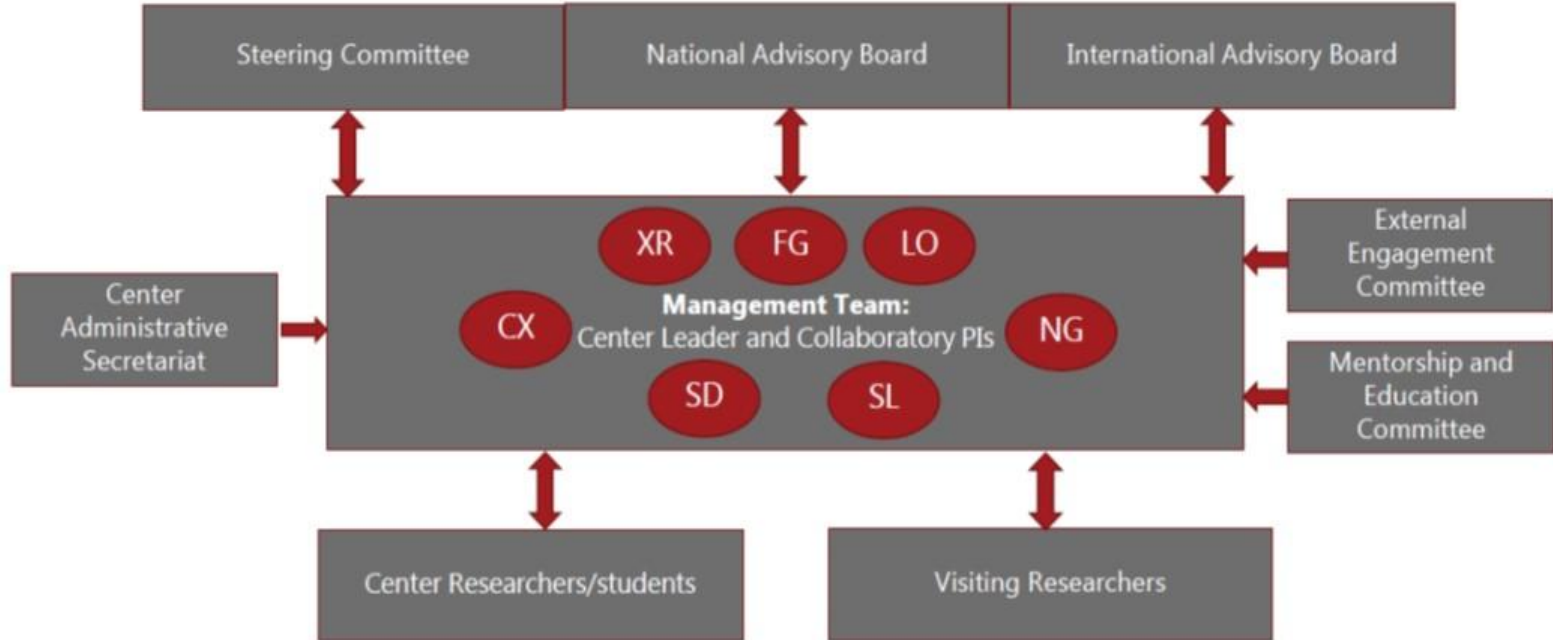 Steering Committee
National Advisory Board
International Advisory Board
XR
FG
LO
External
Engagement
Committee
Center
Administrative
Secretariat
CX
Management Team:
Center Leader and Collaboratory PIs
NG
SD
SL
Mentorship and
Education
Committee
Center Researchers/students
Visiting Researchers